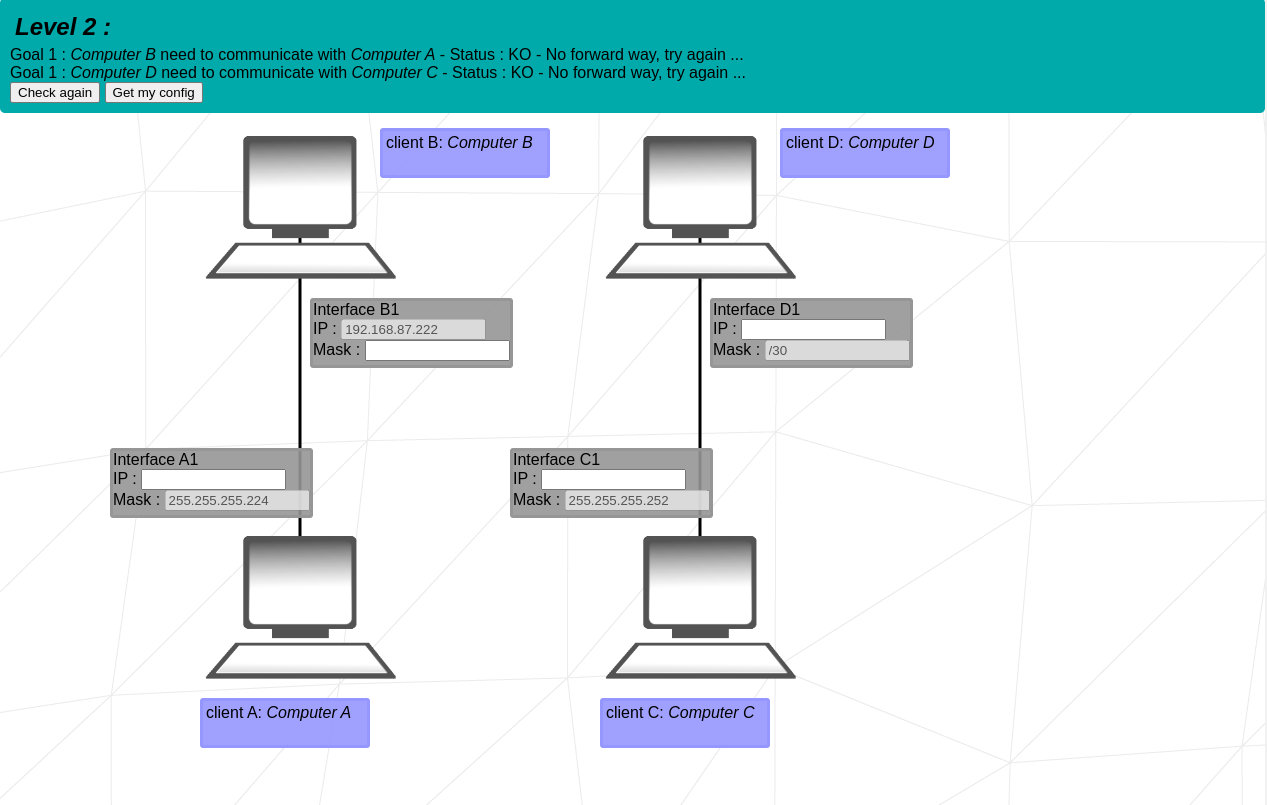 Level 2 :
Goal 1 : Computer B need to communicate with Computer A - Status : KO - No forward way, try again ...
Goal 1 : Computer D need to communicate with Computer C - Status : KO - No forward way, try again ...
Check again Get my config
client B: Computer B
client D: Computer D
Interface B1
IP : 192.168.87.222
Mask :
Interface D1
IP :
Mask : /30
Interface A1
IP :
Mask : 255.255.255.224
Interface C1
IP :
Mask : 255.255.255.252
client A: Computer A
client C: Computer C